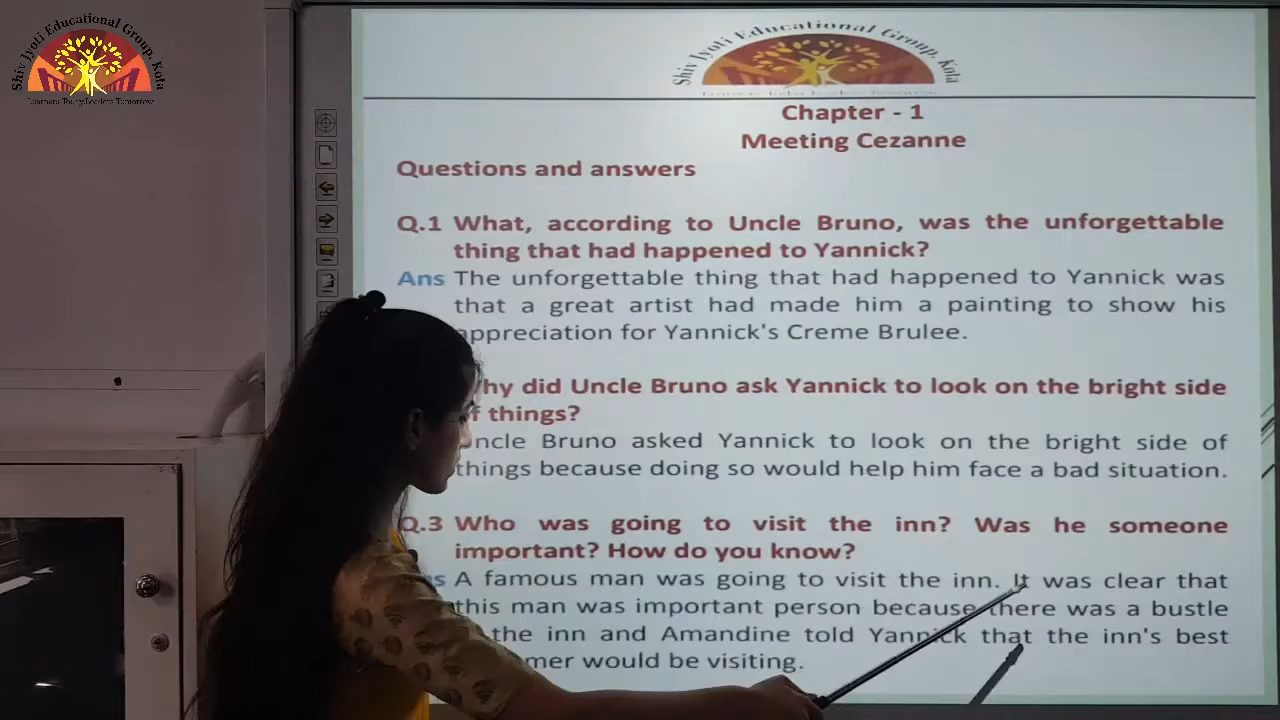 Shiv Jyoti Educational Group, Kota
Shiv Jyoti Educational Group, Kota
Chapter - 1
Meeting Cezanne
Questions and answers
Q.1 What, according to Uncle Bruno, was the unforgettable
thing that had happened to Yannick?
Ans The unforgettable thing that had happened to Yannick was
that a great artist had made him a painting to show his
appreciation for Yannick's Creme Brulee.
hy did Uncle Bruno ask Yannick to look on the bright side
f things?
ncle Bruno asked Yannick to look on the bright side of
things because doing so would help him face a bad situation.
Q.3 Who was going to visit the inn? Was he someone
important? How do you know?
s A famous man was going to visit the inn. It was clear that
this man was important person because there was a bustle
the inn and Amandine told Yannick that the inn's best
mer would be visiting.